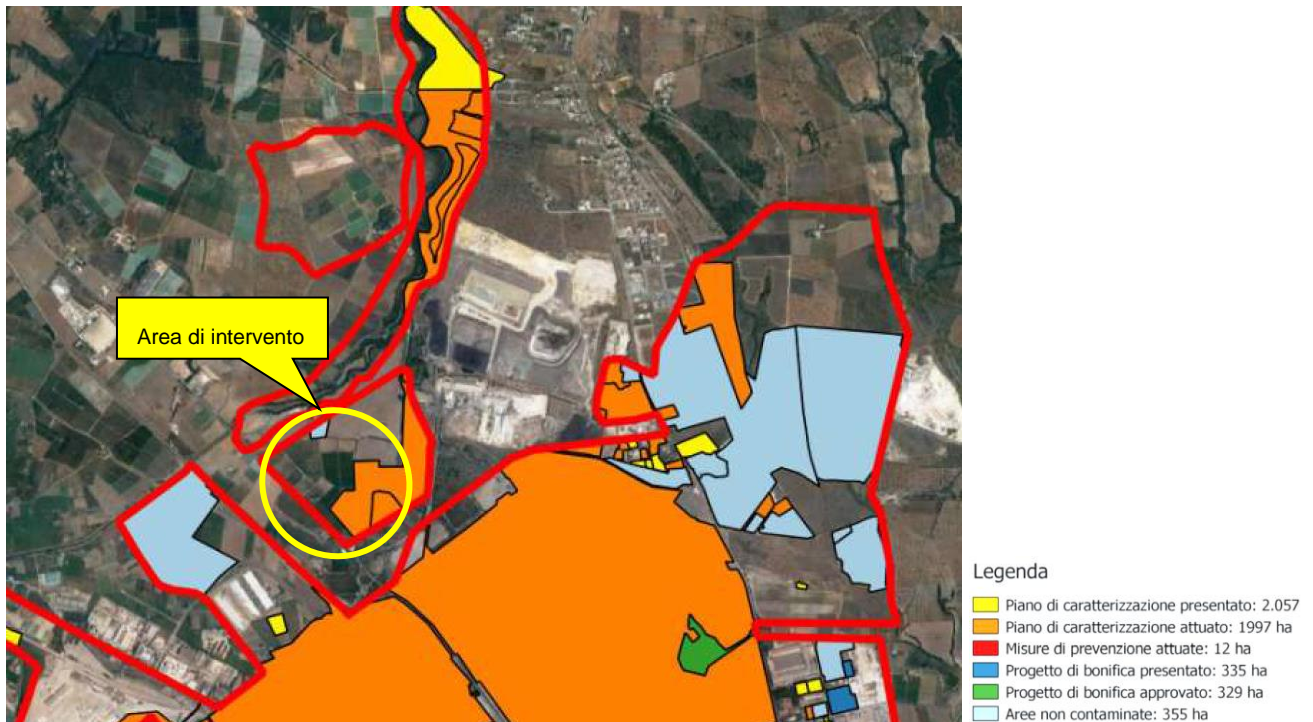 Area di intervento
Legenda
Piano di caratterizzazione presentato: 2.057
Piano di caratterizzazione attuato: 1997 ha
Misure di prevenzione attuate: 12 ha
Progetto di bonifica presentato: 335 ha
Progetto di bonifica approvato: 329 ha
Aree non contaminate: 355 ha